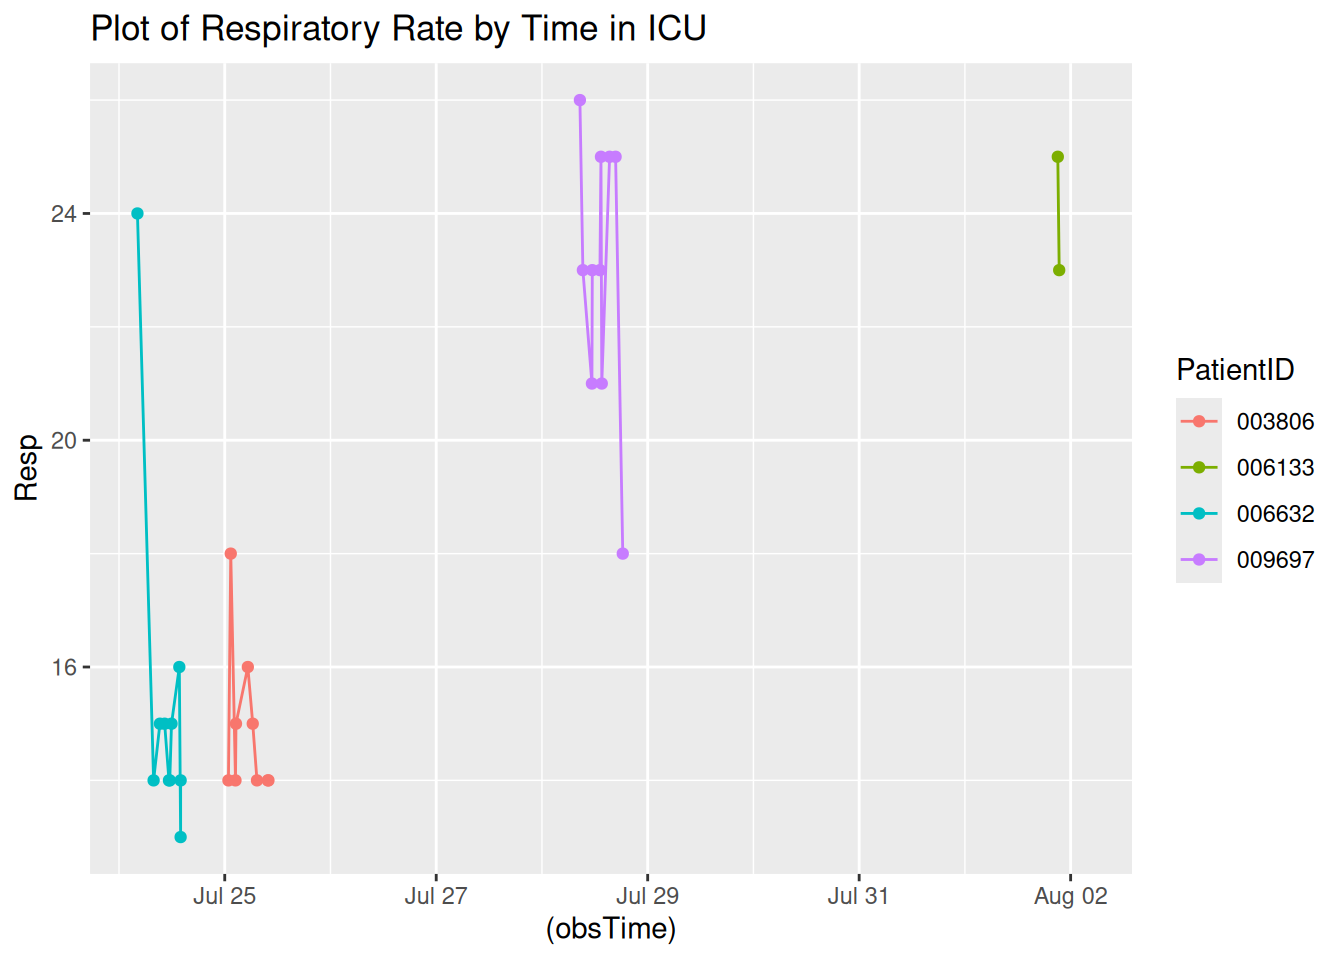 Plot of Respiratory Rate by Time in ICU
24
20
16
Resp
Jul 25
Jul 27
Jul 29
Jul 31
Aug 02
(obsTime)
PatientID
003806
006133
006632
009697